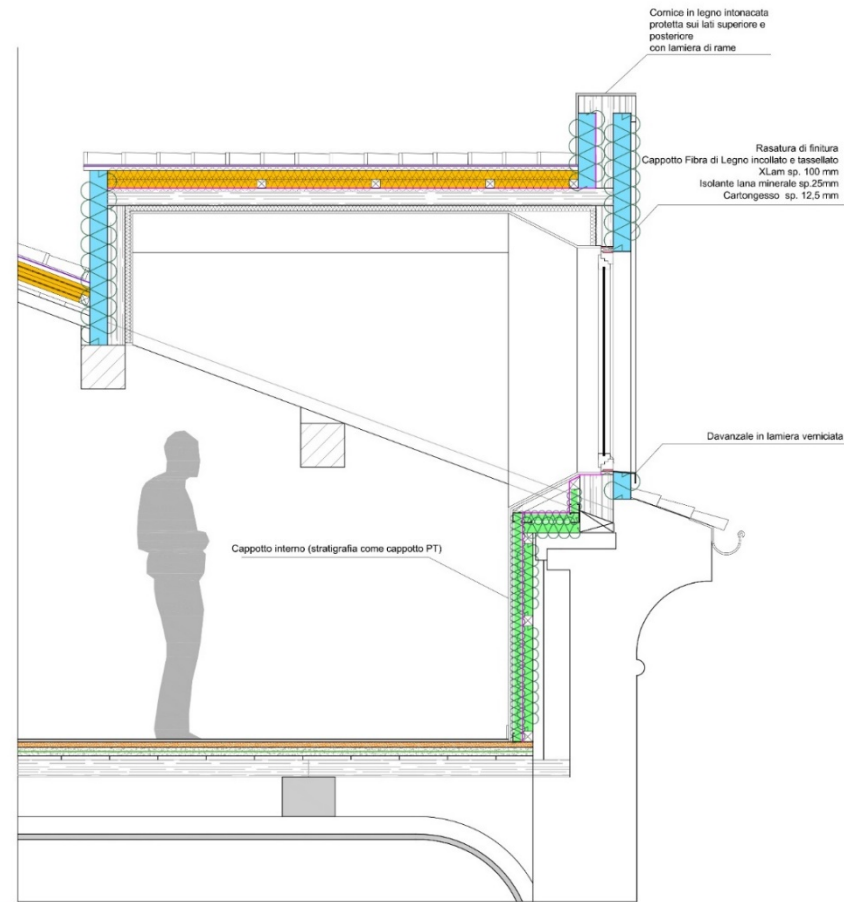 Cornice in legno intonacata
protetta sui lati superiore e
posteriore
con lamiera di rame
Rasatura di finitura
Cappotto Fibra di Legno incollato e tassellato
XLam sp. 100 mm
Isolante lana minerale sp.25mm
Cartongesso sp. 12,5 mm
Davanzale in lamiera verniciata
Cappotto interno (stratigrafia come cappotto PT)